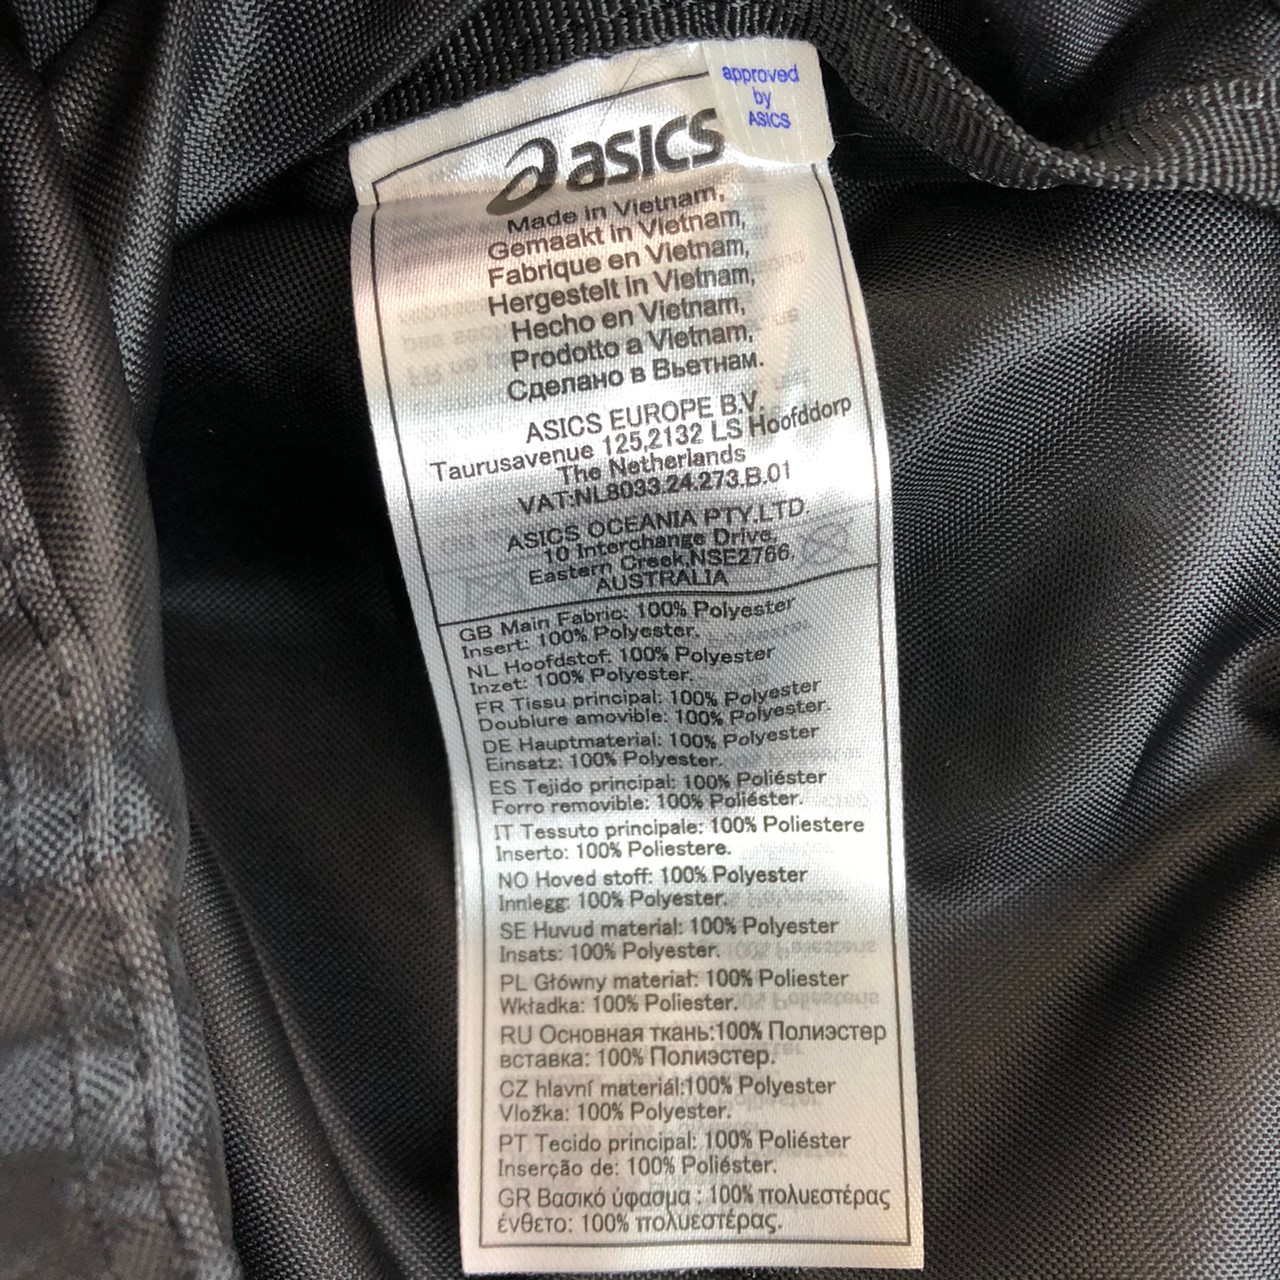 approved
by
ASICS
asics
Made in Vietnam,
Gemaakt in Vietnam,
Fabrique en Vietnam,
Hergestelt in Vietnam,
Hecho en Vietnam,
Prodotto a Vietnam,
Сделано в Вьетнам.
ASICS EUROPE B.V.
Taurusavenue 125,2132 LS Hoofddorp
The Netherlands
VAT:NL8033.24.273.B.01
ASICS OCEANIA PTY.LTD.
10 Interchange Drive,
Eastern Creek,NSE2766,
AUSTRALIA
GB Main Fabric: 100% Polyester
Insert: 100% Polyester.
NL Hoofdstof: 100% Polyester
Inzet: 100% Polyester.
FR Tissu principal: 100% Polyester
Doublure amovible: 100% Polyester.
DE Hauptmaterial: 100% Polyester
Einsatz: 100% Polyester.
ES Tejido principal: 100% Poliéster
Forro removible: 100% Poliéster.
IT Tessuto principale: 100% Poliestere
Inserto: 100% Poliestere.
NO Hoved stoff: 100% Polyester
Innlegg: 100% Polyester.
SE Huvud material: 100% Polyester
Insats: 100% Polyester.
PL Główny materiał: 100% Poliester
Wkładka: 100% Poliester.
RU Основная ткань:100% Полиэстер
вставка: 100% Полиэстер.
CZ hlavní materiál:100% Polyester
Vložka: 100% Polyester.
PT Tecido principal: 100% Poliéster
Inserção de: 100% Poliéster.
GR Βασικό ύφασμα : 100% πολυεστέρας
ένθετο: 100% πολυεστέρας.